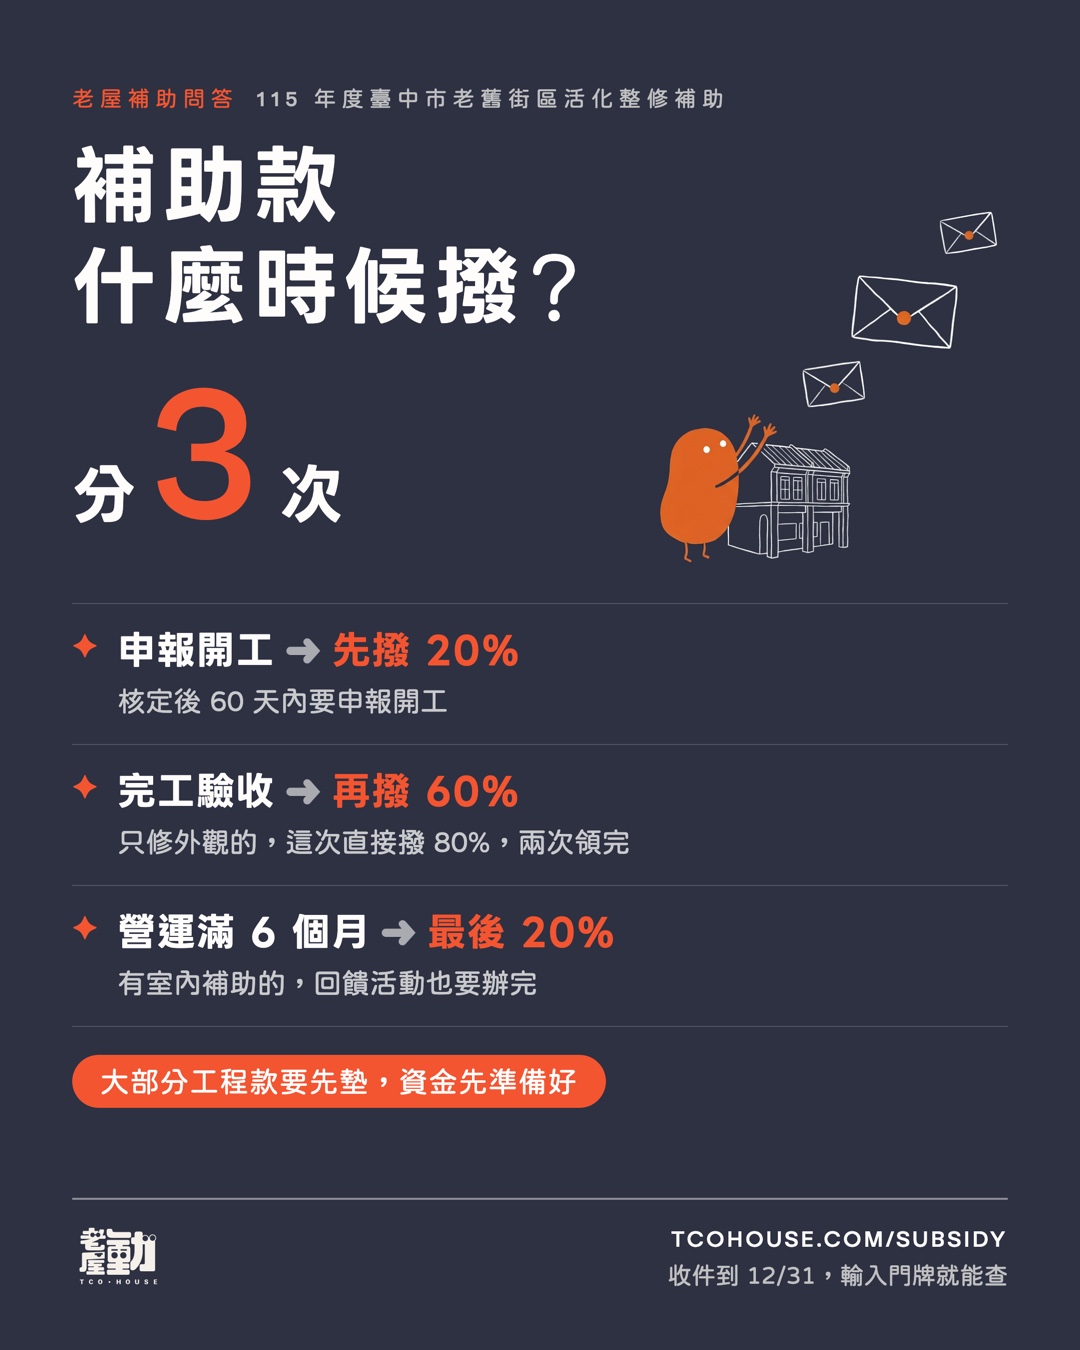 老屋補助問答 115 年度臺中市老舊街區活化整修補助
補助款
什麼時候撥?
分 3 次
申報開工 → 先撥 20%
核定後 60 天內要申報開工
完工驗收 → 再撥 60%
只修外觀的，這次直接撥 80%，兩次領完
營運滿 6 個月 → 最後 20%
有室內補助的，回饋活動也要辦完
大部分工程款要先墊，資金先準備好
老屋動
TCO·HOUSE
TCOHOUSE.COM/SUBSIDY
收件到 12/31，輸入門牌就能查